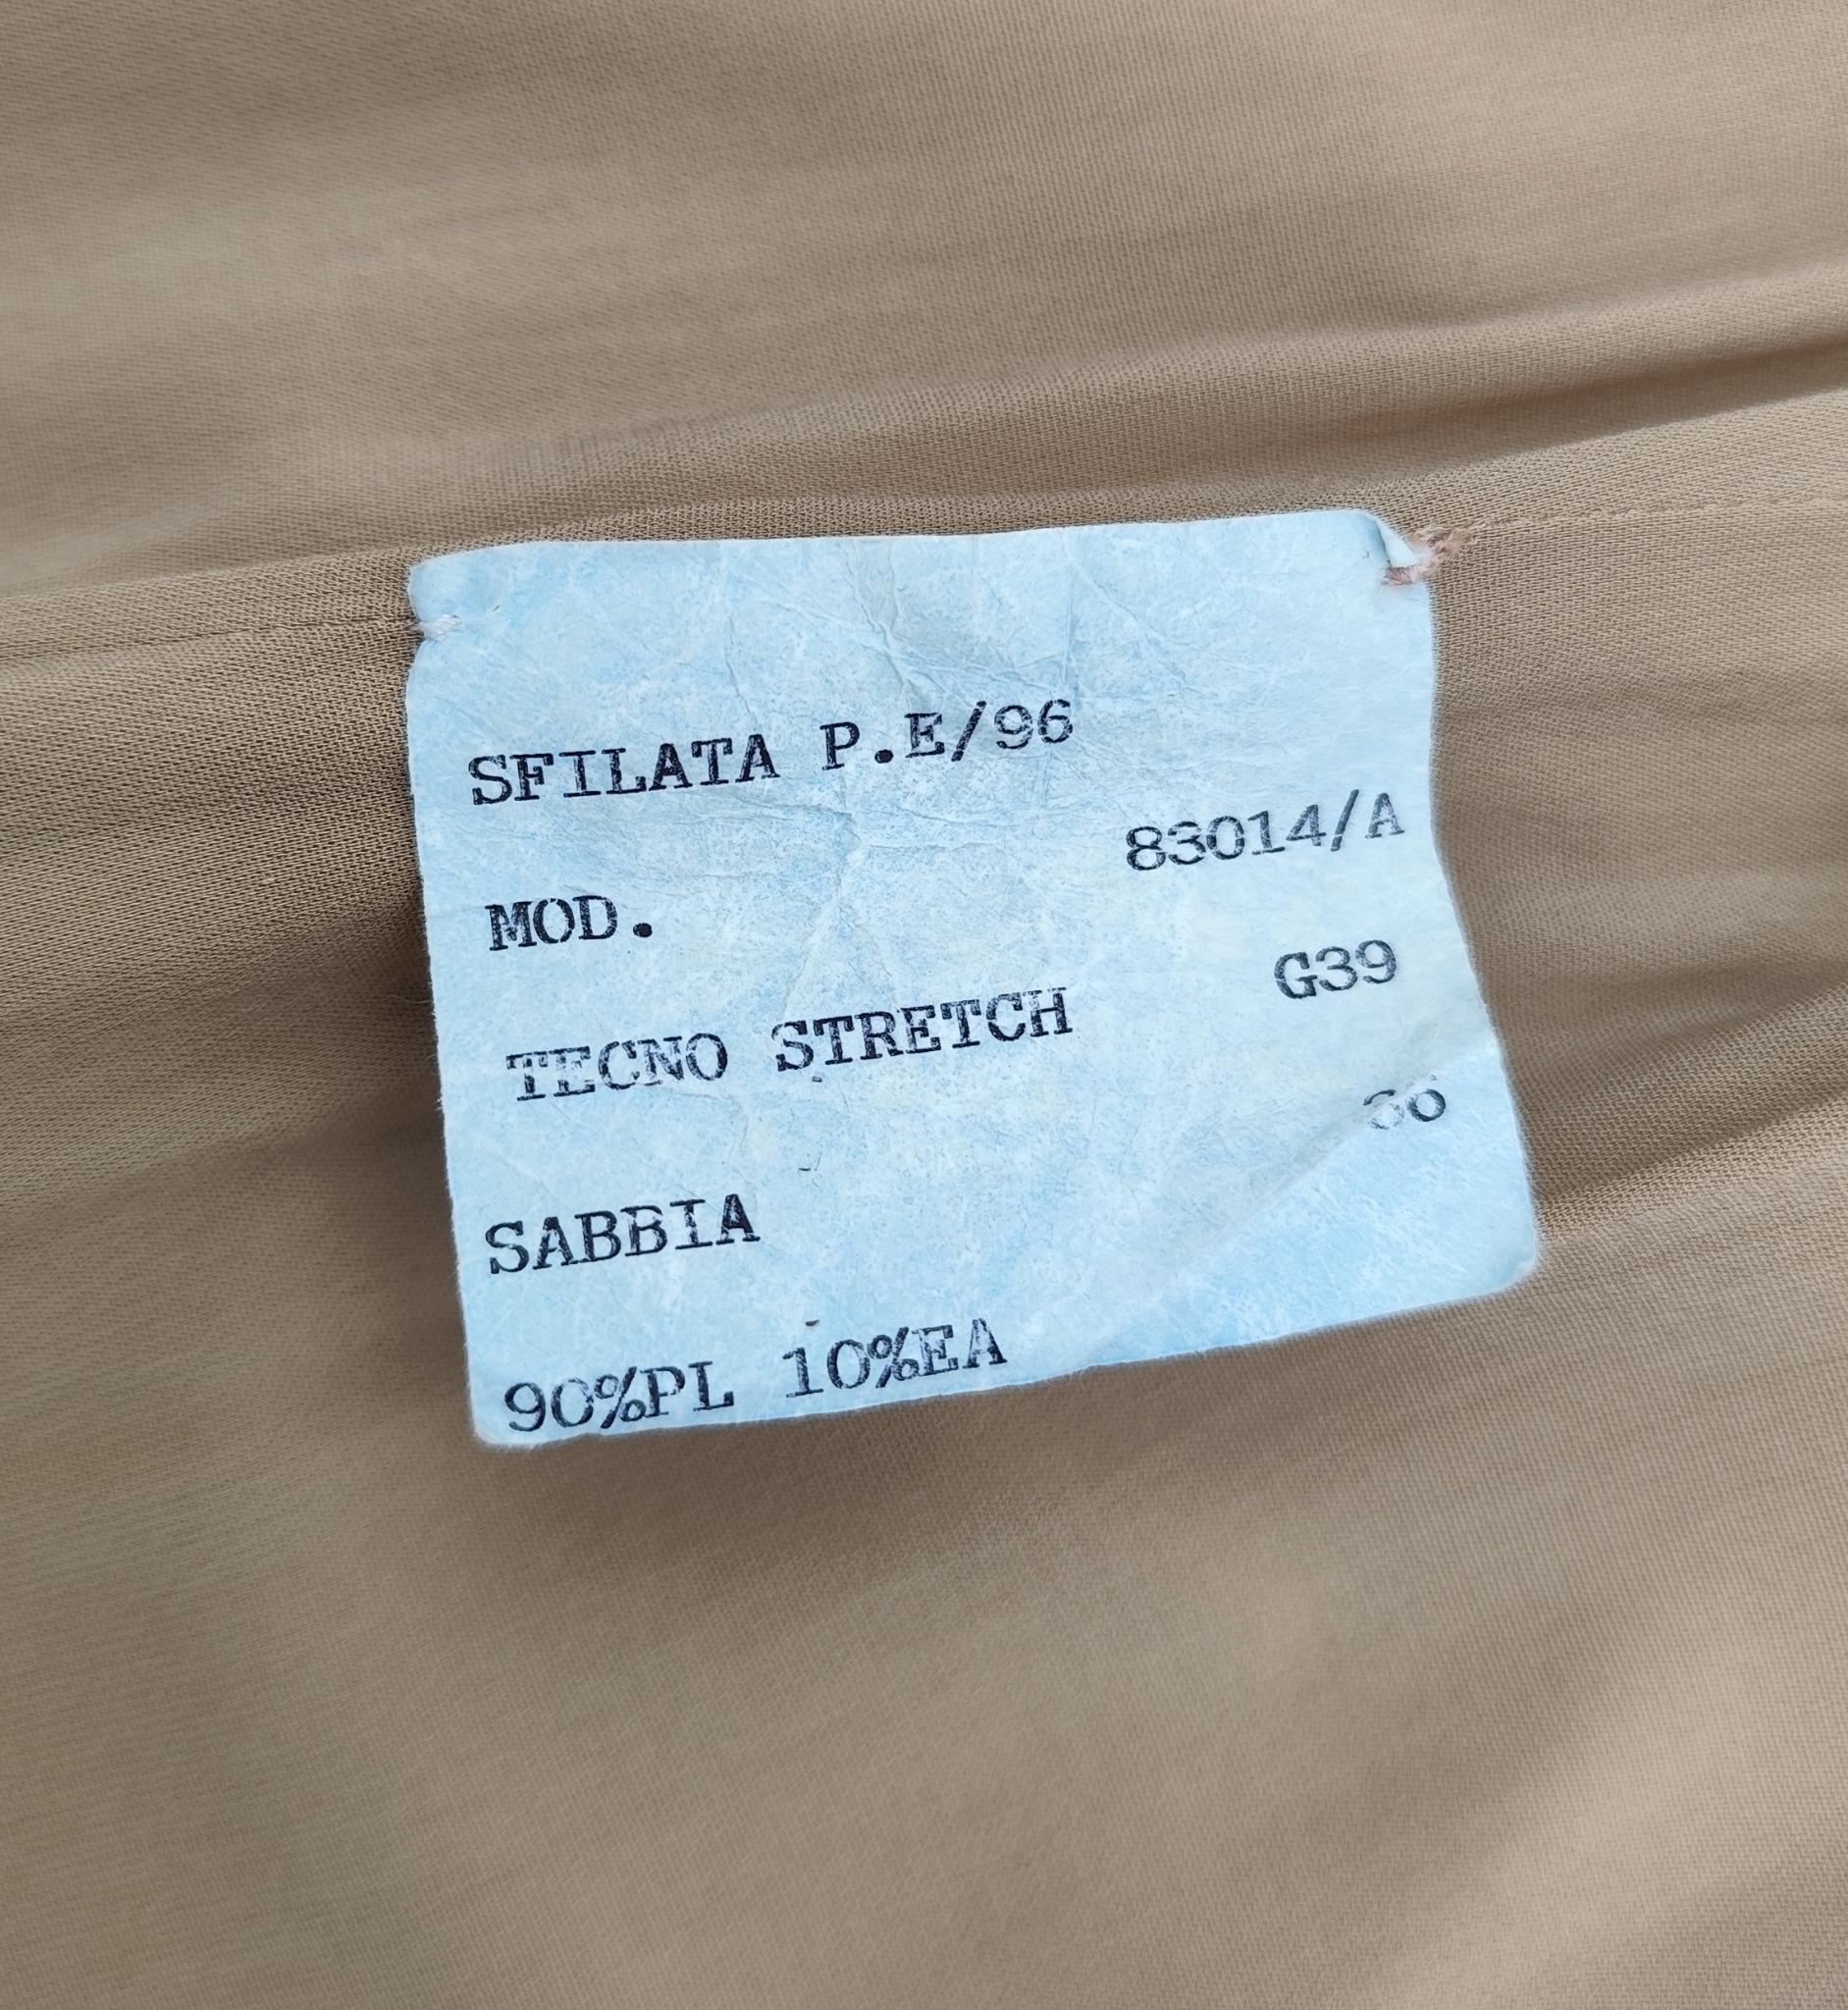 SFILATA P.E/96
83014/A
MOD.
G39
TECNO STRETCH
36
SABBIA
90%PL 10%EA